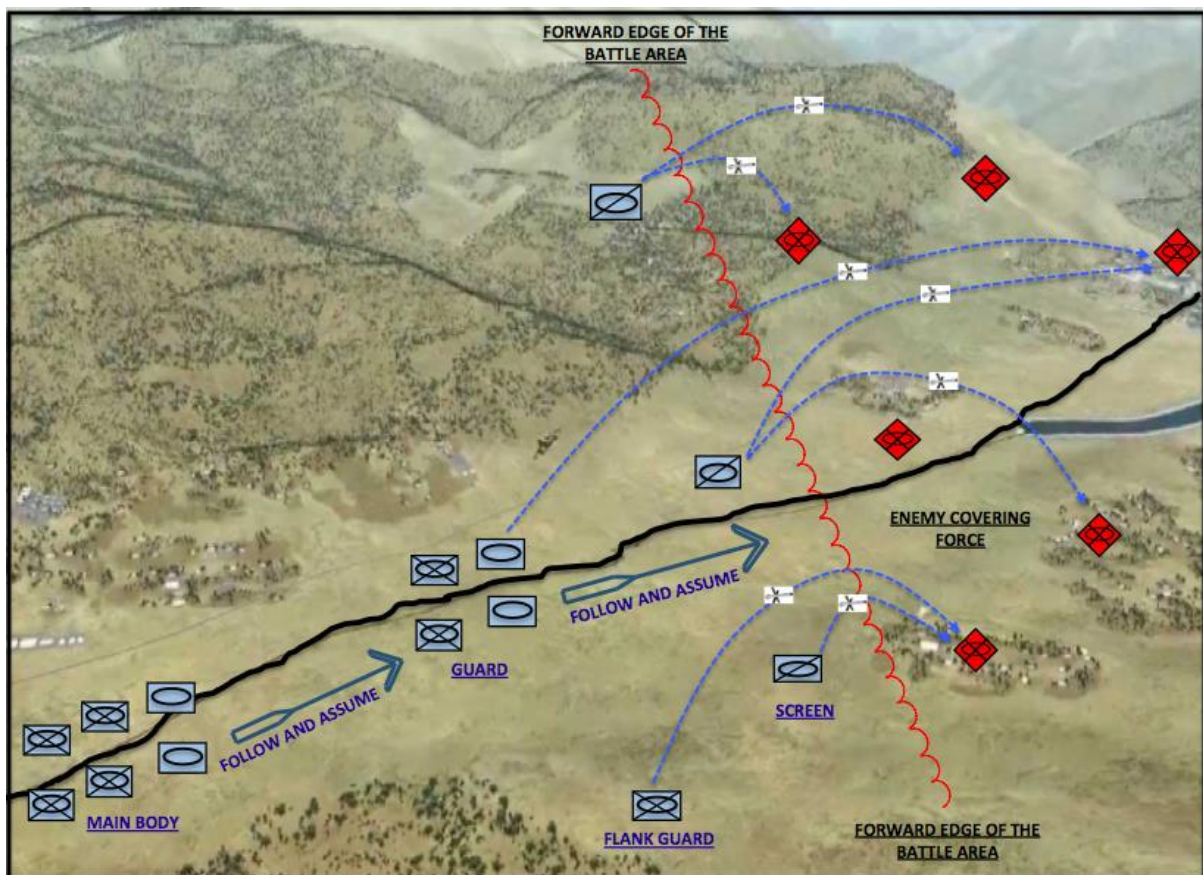 FORWARD EDGE OF THE
BATTLE AREA
ENEMY COVERING
FORCE
FOLLOW AND ASSUME
GUARD
FOLLOW AND ASSUME
SCREEN
MAIN BODY
FLANK GUARD
FORWARD EDGE OF THE
BATTLE AREA